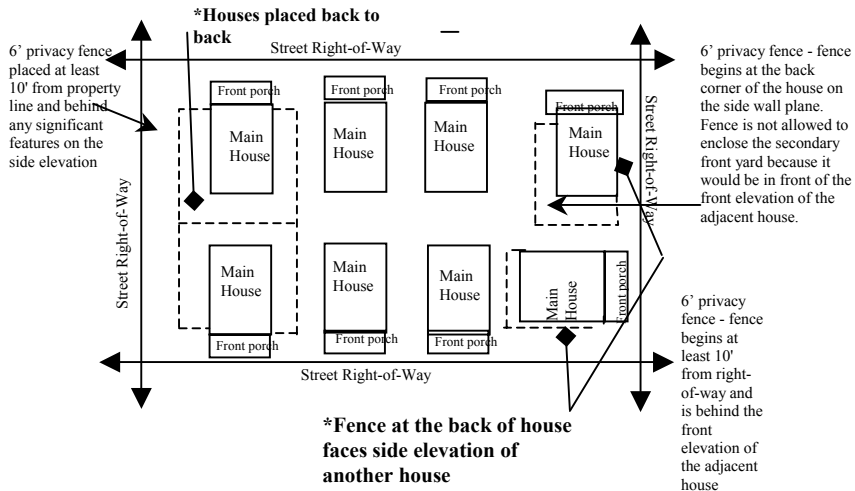 *Houses placed back to
back
6’ privacy fence
placed at least
10' from property
line and behind
any significant
features on the
side elevation
Street Right-of-Way
6’ privacy fence - fence
begins at the back
corner of the house on
the side wall plane.
Fence is not allowed to
enclose the secondary
front yard because it
would be in front of the
front elevation of the
adjacent house.
Front porch
Front porch
Front porch
Front porch
Main
House
Main
House
Main
House
Main
House
Street Right-of-Way
Street Right-of-Way
Main
House
Main
House
Main
House
Main
House
Front porch
Front porch
Front porch
Front porch
Street Right-of-Way
6’ privacy
fence - fence
begins at
least 10'
from right-
of-way and
is behind the
front
elevation of
the adjacent
house
*Fence at the back of house
faces side elevation of
another house